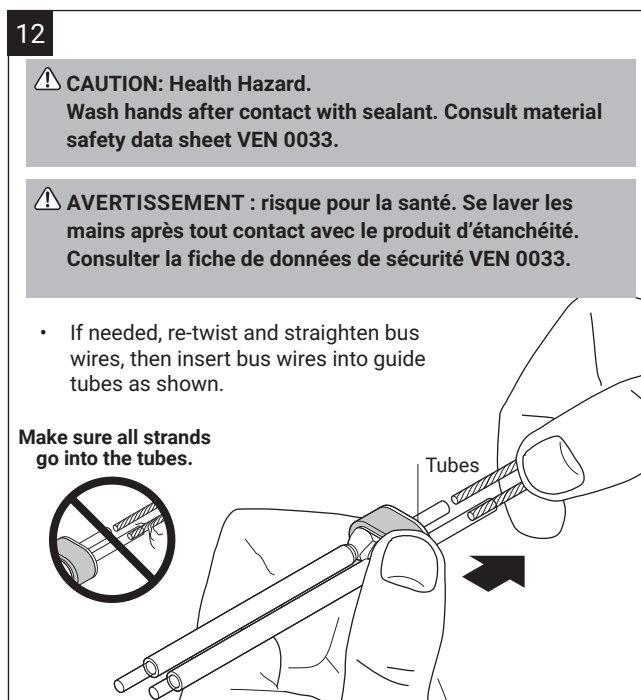 12
CAUTION: Health Hazard.
Wash hands after contact with sealant. Consult material
safety data sheet VEN 0033.
AVERTISSEMENT : risque pour la santé. Se laver les
mains après tout contact avec le produit d’étanchéité.
Consulter la fiche de données de sécurité VEN 0033.
• If needed, re-twist and straighten bus
wires, then insert bus wires into guide
tubes as shown.
Make sure all strands
go into the tubes.
Tubes